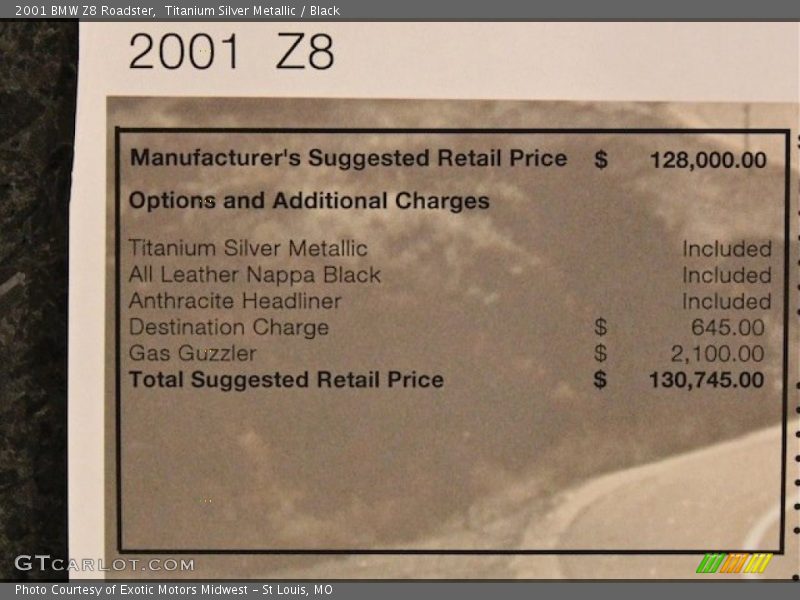 2001 BMW Z8 Roadster,  Titanium Silver Metallic / Black
2001 Z8
Manufacturer's Suggested Retail Price $ 128,000.00
Options and Additional Charges
Titanium Silver Metallic Included
All Leather Nappa Black Included
Anthracite Headliner Included
Destination Charge $ 645.00
Gas Guzzler $ 2,100.00
Total Suggested Retail Price $ 130,745.00
GTCARLOT.COM
Photo Courtesy of Exotic Motors Midwest - St Louis, MO